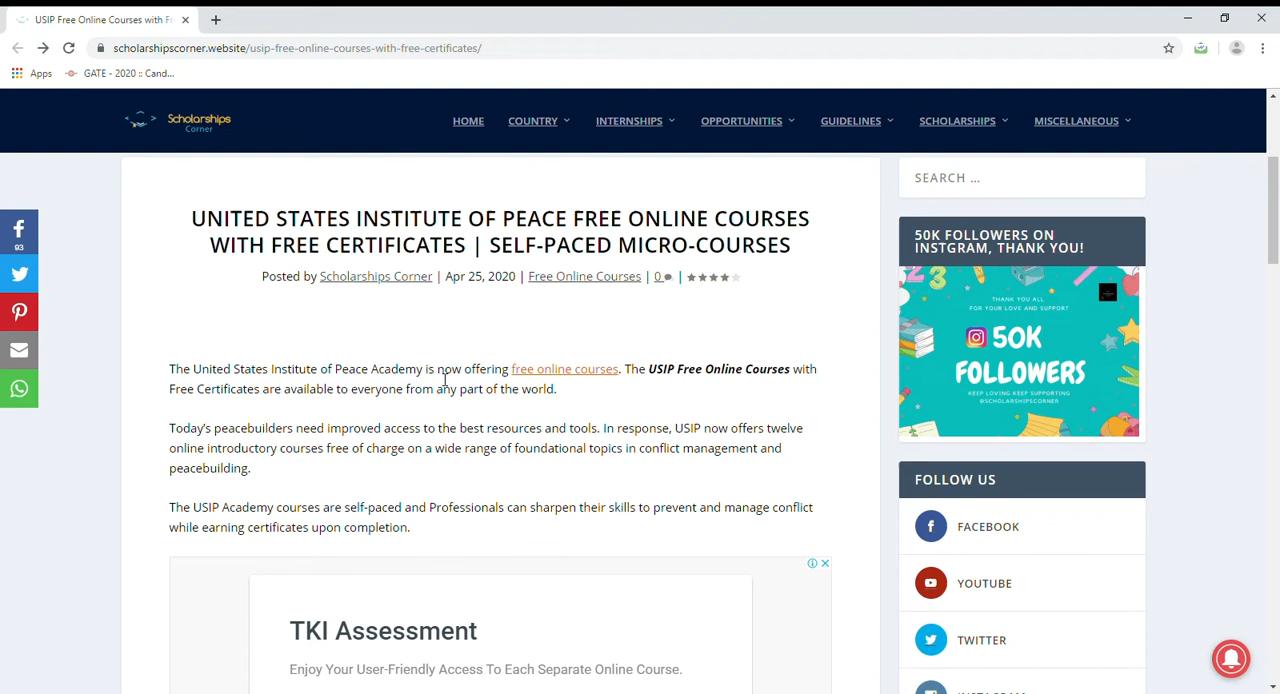 USIP Free Online Courses with Fr
scholarshipscorner.website/usip-free-online-courses-with-free-certificates/
Apps
GATE - 2020 :: Cand...
Scholarships
Corner
HOME
COUNTRY
INTERNSHIPS
OPPORTUNITIES
GUIDELINES
SCHOLARSHIPS
MISCELLANEOUS
93
UNITED STATES INSTITUTE OF PEACE FREE ONLINE COURSES
WITH FREE CERTIFICATES | SELF-PACED MICRO-COURSES
Posted by Scholarships Corner | Apr 25, 2020 | Free Online Courses | 0 |
The United States Institute of Peace Academy is now offering free online courses. The USIP Free Online Courses with
Free Certificates are available to everyone from any part of the world.
Today's peacebuilders need improved access to the best resources and tools. In response, USIP now offers twelve
online introductory courses free of charge on a wide range of foundational topics in conflict management and
peacebuilding.
The USIP Academy courses are self-paced and Professionals can sharpen their skills to prevent and manage conflict
while earning certificates upon completion.
TKI Assessment
Enjoy Your User-Friendly Access To Each Separate Online Course.
SEARCH ...
50K FOLLOWERS ON
INSTGRAM, THANK YOU!
THANK YOU ALL
FOR YOUR LOVE AND SUPPORT
50K
FOLLOWERS
KEEP LOVING KEEP SUPPORTING
@SCHOLARSHIPSCORNER
FOLLOW US
FACEBOOK
YOUTUBE
TWITTER
INSTAGRAM